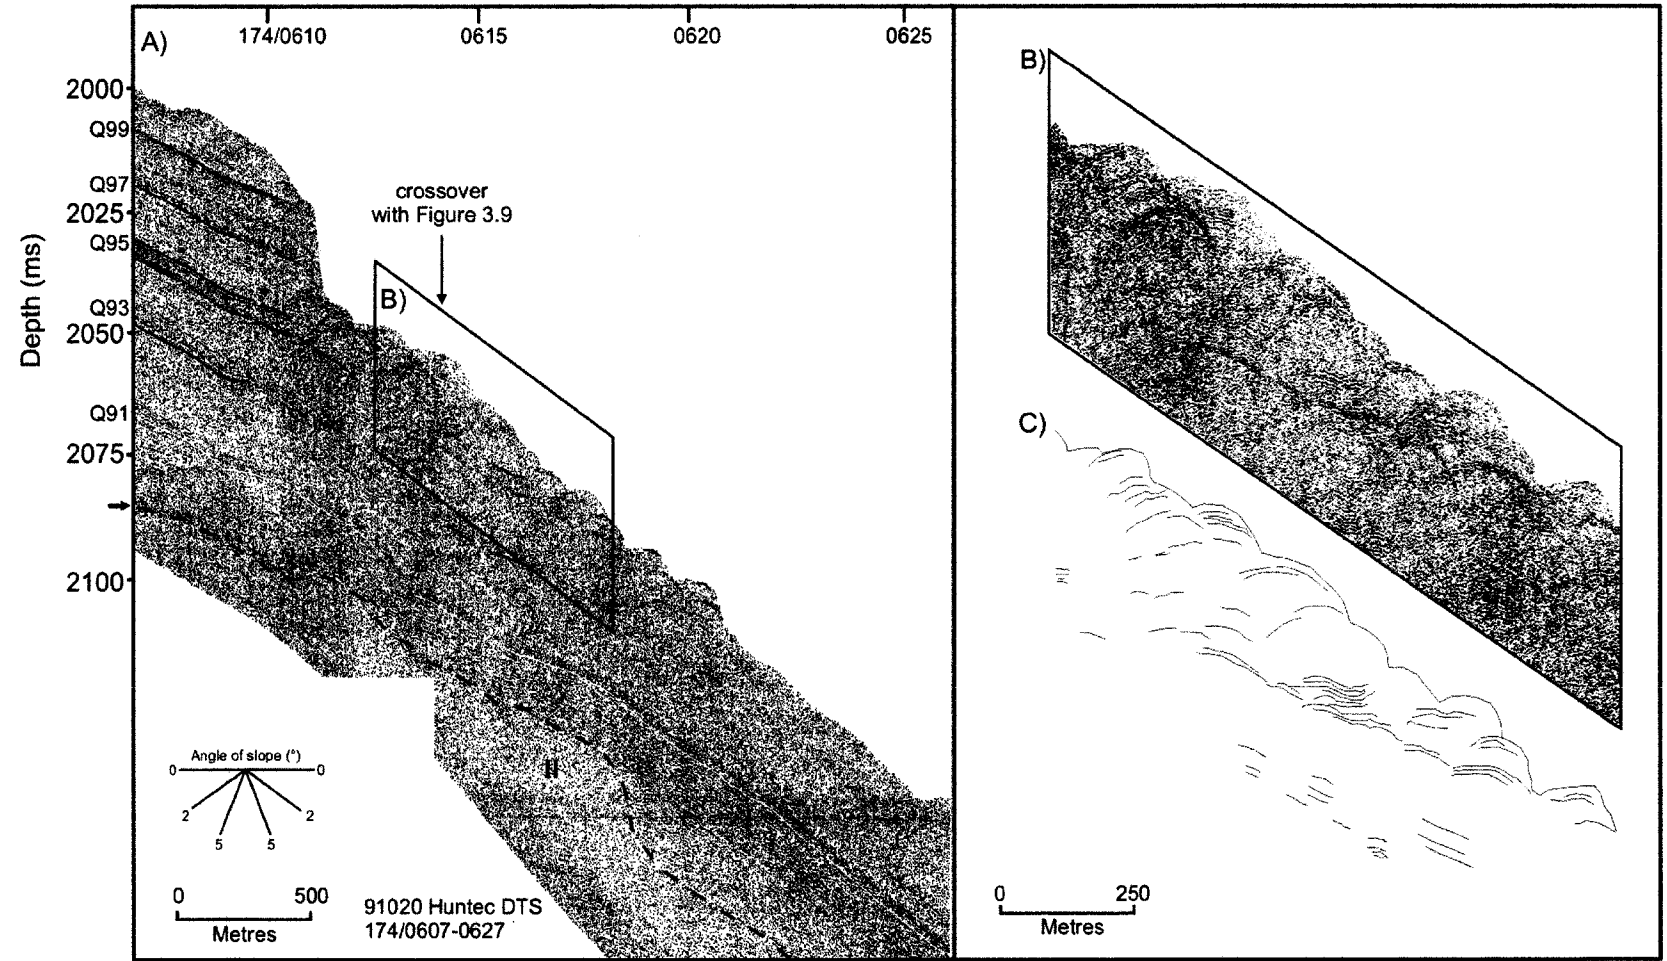 A)
174/0610
0615
0620
0625
Depth (ms)
2000
Q99
Q97
2025
Q95
Q93
2050
Q91
2075
2100
crossover
with Figure 3.9
B)
II
Angle of slope (°)
0
0
2
2
5
5
0
500
Metres
91020 Huntec DTS
174/0607-0627
B)
C)
0
250
Metres